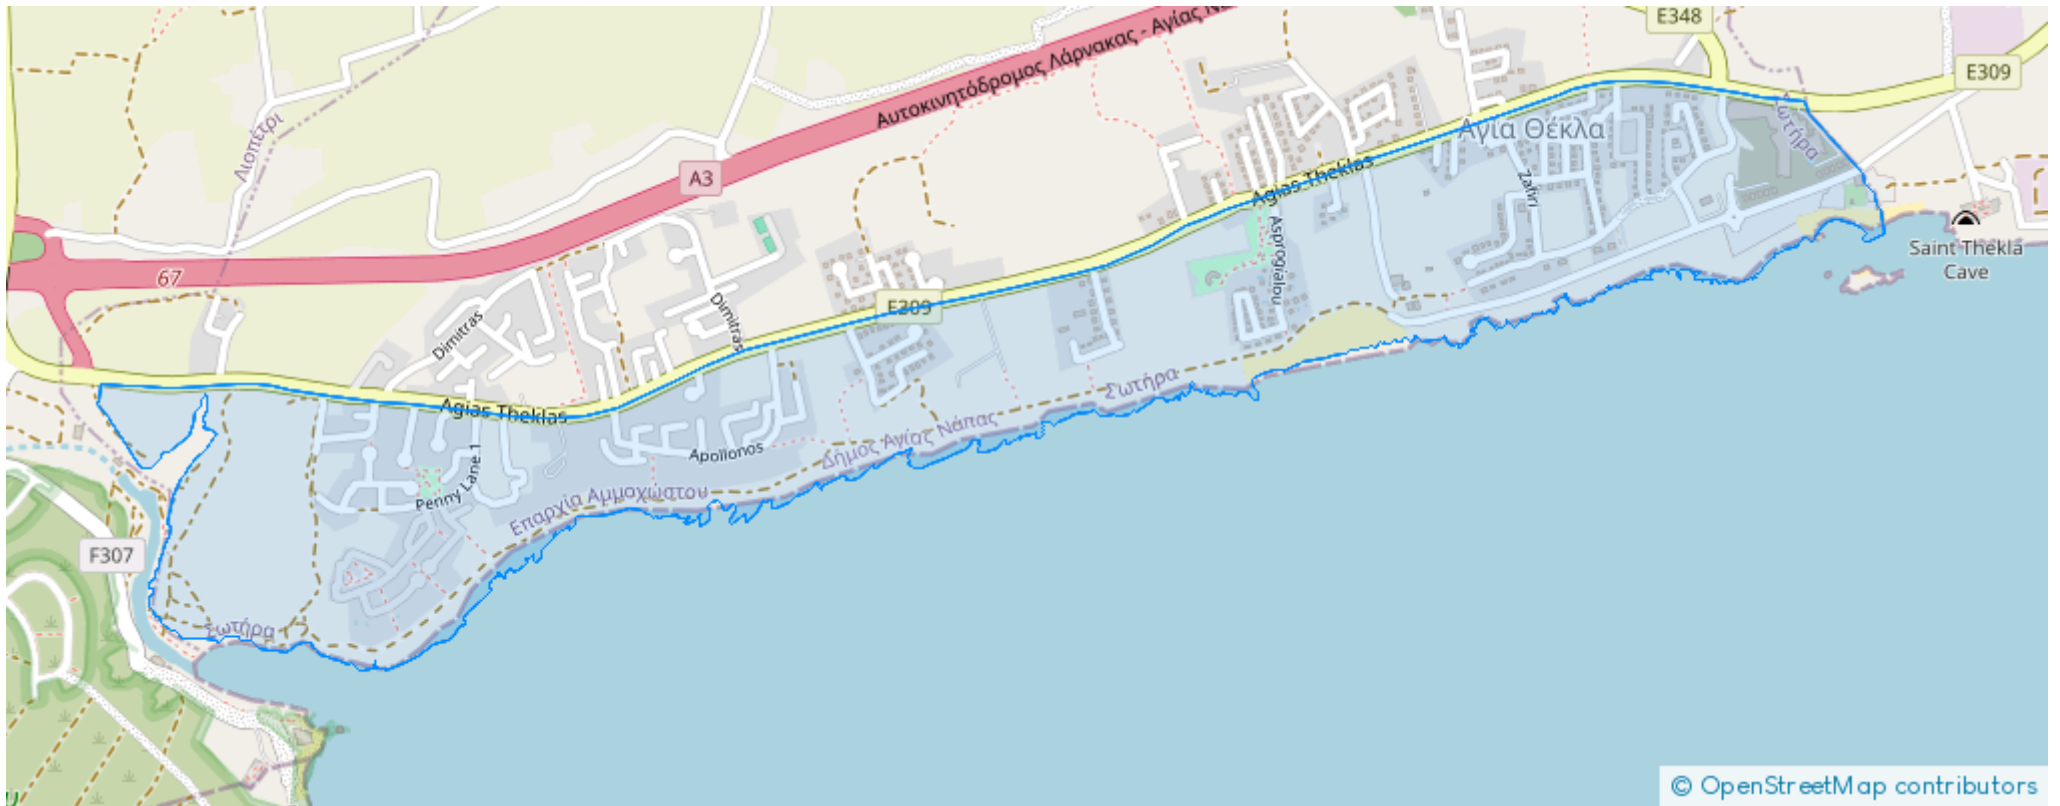 E348
E309
Αυτοκινητόδρομος Λάρνακας - Αγίας Ν
Λιοπέτρι
Σωτήρα
Αγία Θέκλα
Agias Theklas
A3
Zafiri
Saint Thekla
Cave
67
Asprogialou
E309
Dimitras
Dimitras
Agias Theklas
Σωτήρα
Δήμος Αγίας Νάπας
Apollonos
Penny Lane 1
Επαρχία Αμμοχώστου
F307
Σωτήρα
© OpenStreetMap contributors